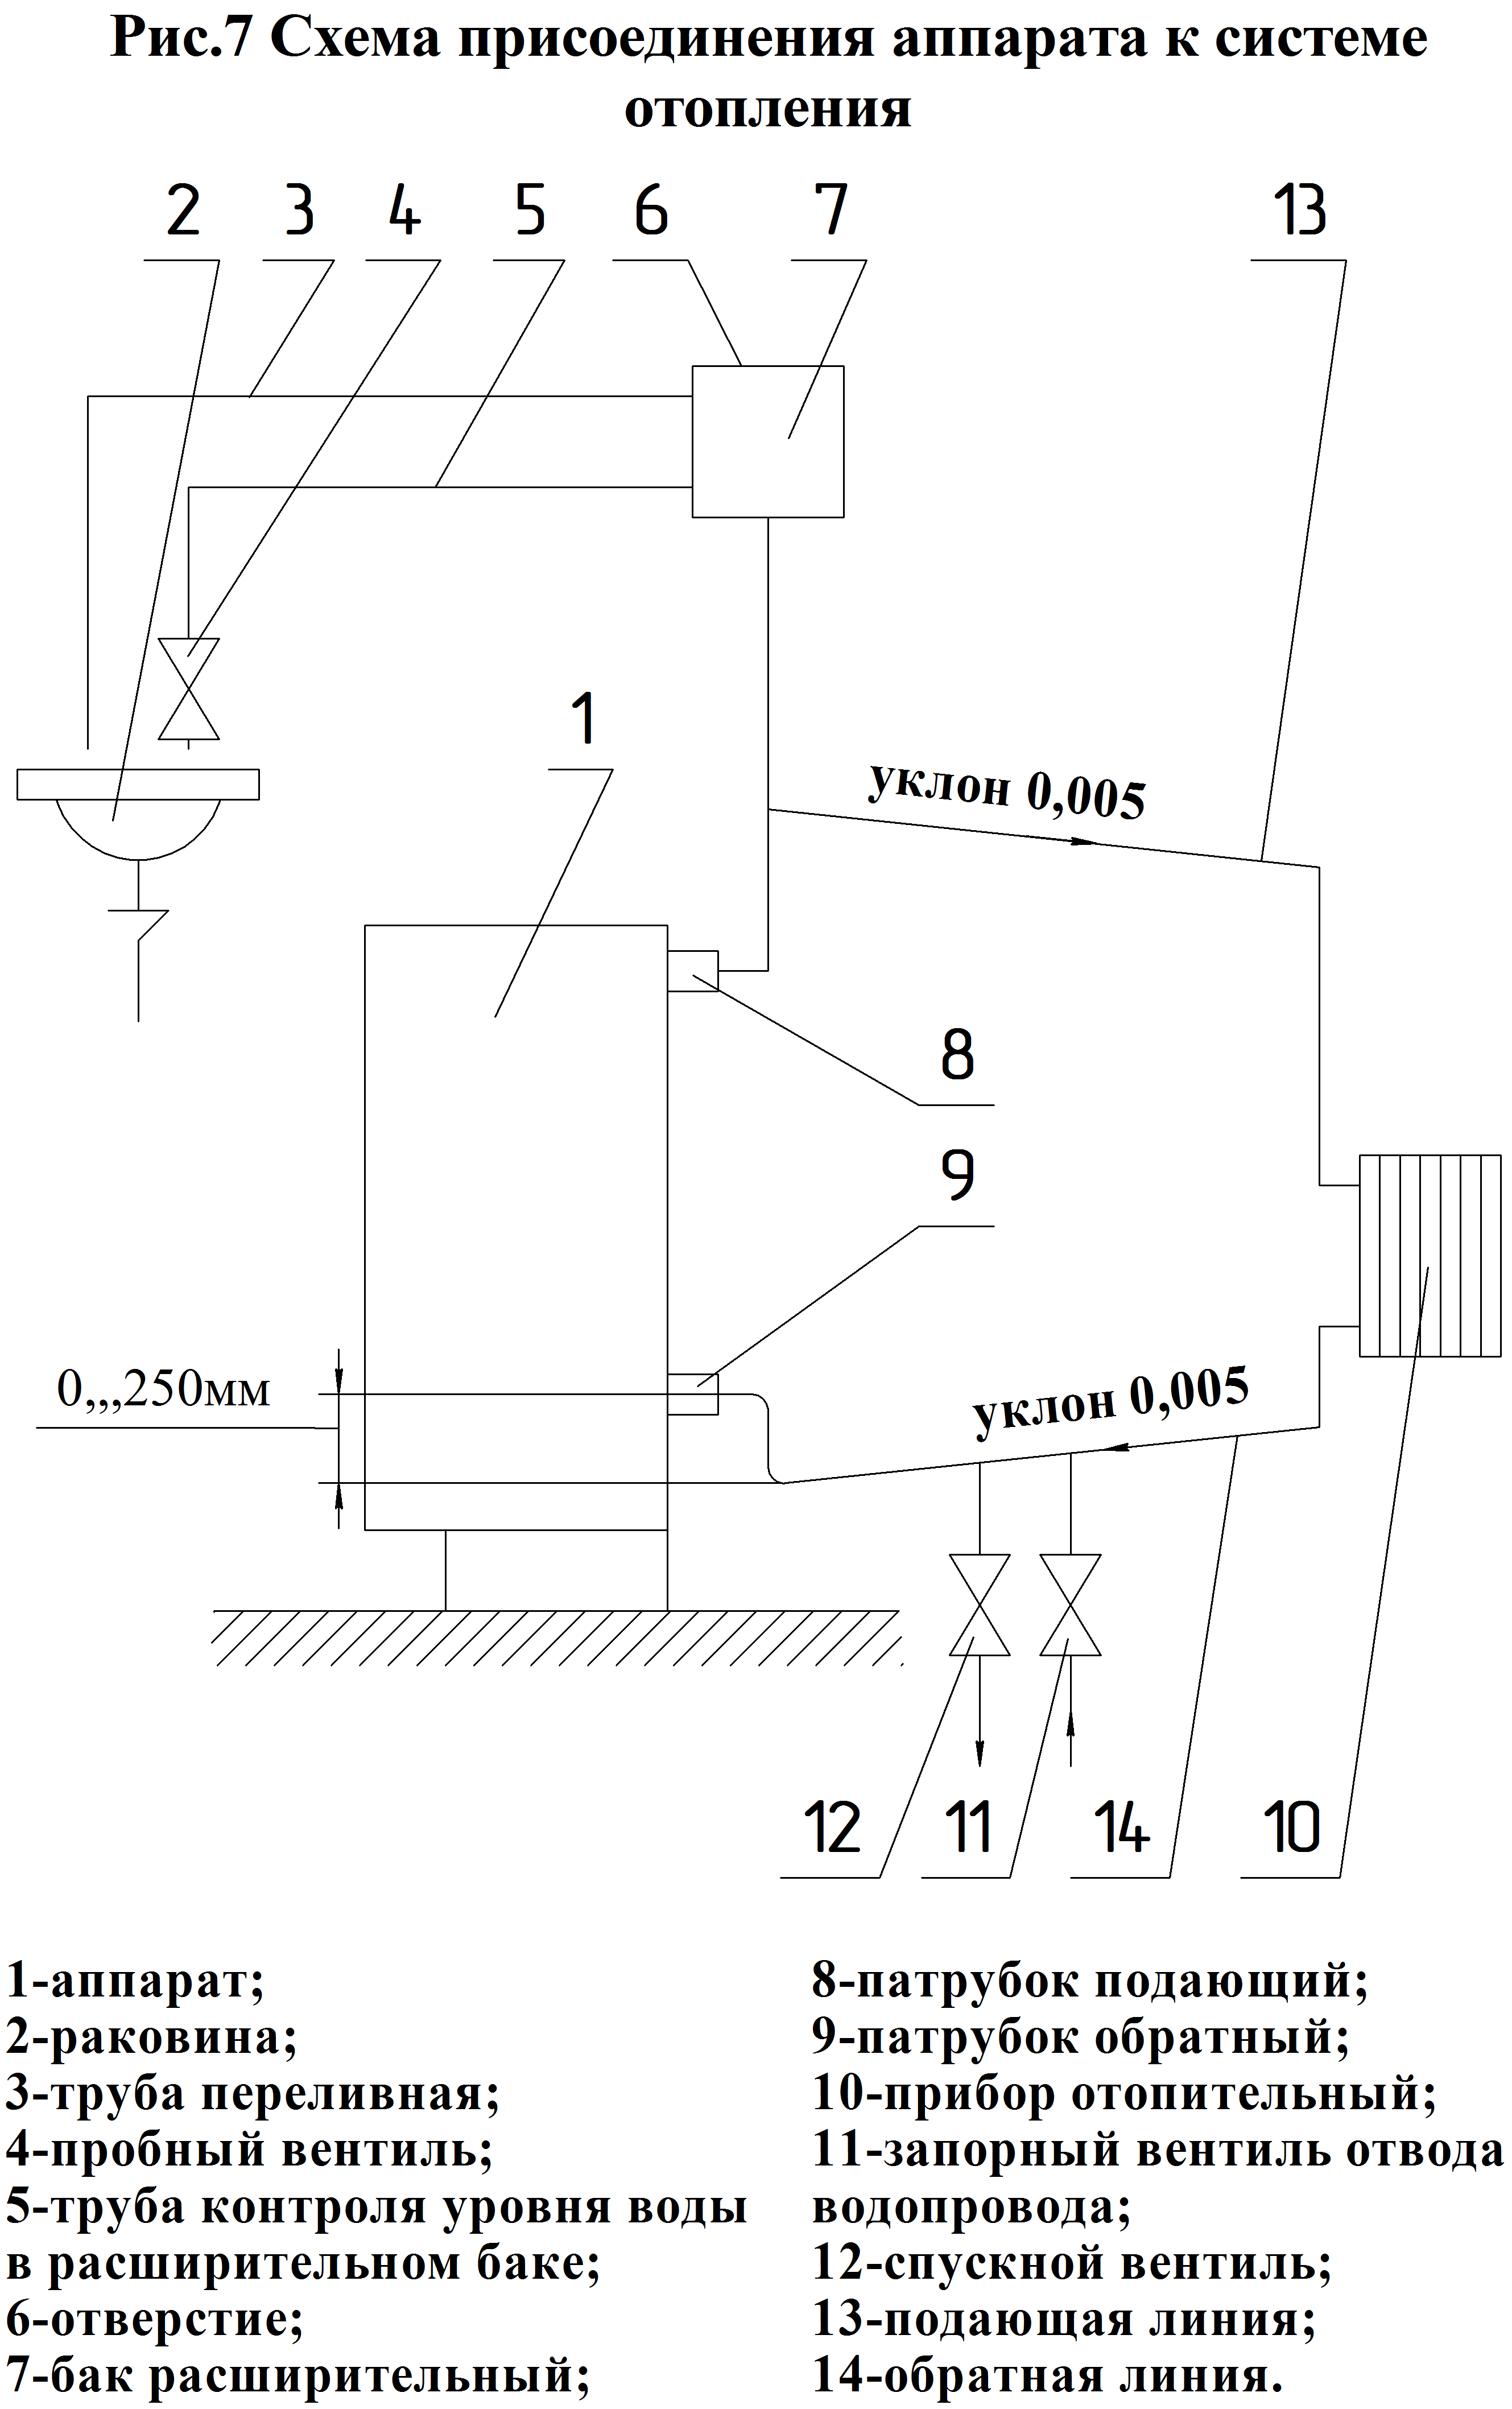 Рис.7 Схема присоединения аппарата к системе
отопления
2 3 4 5 6 7 13
1
уклон 0,005
8
9
0,,,250мм
уклон 0,005
12 11 14 10
1-аппарат;
2-раковина;
3-труба переливная;
4-пробный вентиль;
5-труба контроля уровня воды
в расширительном баке;
6-отверстие;
7-бак расширительный;
8-патрубок подающий;
9-патрубок обратный;
10-прибор отопительный;
11-запорный вентиль отвода
водопровода;
12-спускной вентиль;
13-подающая линия;
14-обратная линия.